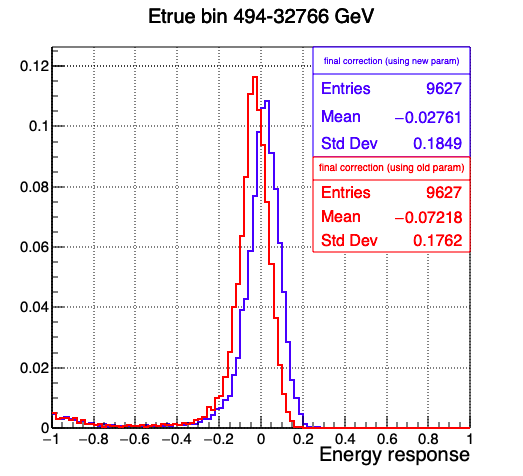 Etrue bin 494-32766 GeV
final correction (using new param)
Entries 9627
Mean −0.02761
Std Dev 0.1849
final correction (using old param)
Entries 9627
Mean −0.07218
Std Dev 0.1762
0.12
0.1
0.08
0.06
0.04
0.02
0
−1 −0.8 −0.6 −0.4 −0.2 0 0.2 0.4 0.6 0.8 1
Energy response